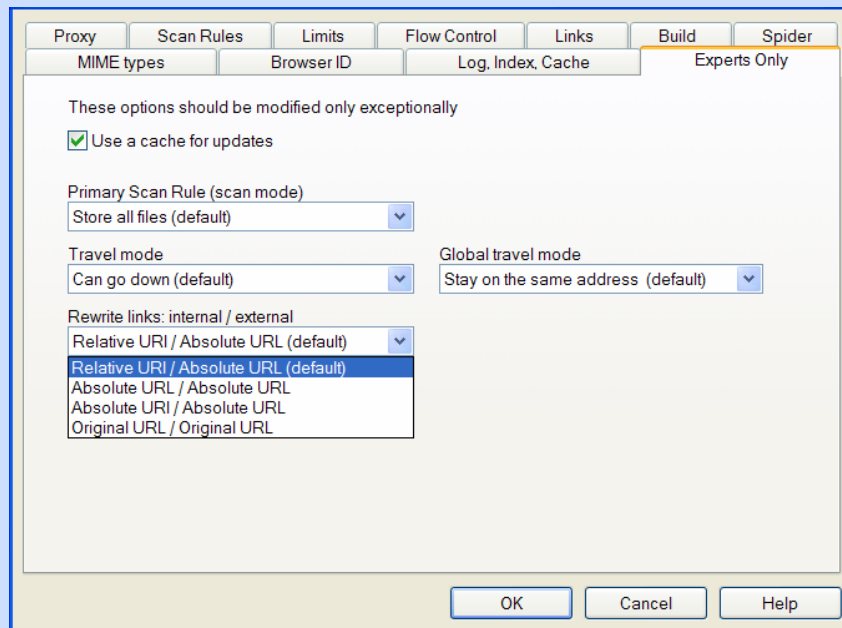 Proxy
Scan Rules
Limits
Flow Control
Links
Build
Spider
MIME types
Browser ID
Log, Index, Cache
Experts Only
These options should be modified only exceptionally
Use a cache for updates
Primary Scan Rule (scan mode)
Store all files (default)
Travel mode
Global travel mode
Can go down (default)
Stay on the same address (default)
Rewrite links: internal / external
Relative URI / Absolute URL (default)
Relative URI / Absolute URL (default)
Absolute URL / Absolute URL
Absolute URI / Absolute URL
Original URL / Original URL
OK
Cancel
Help